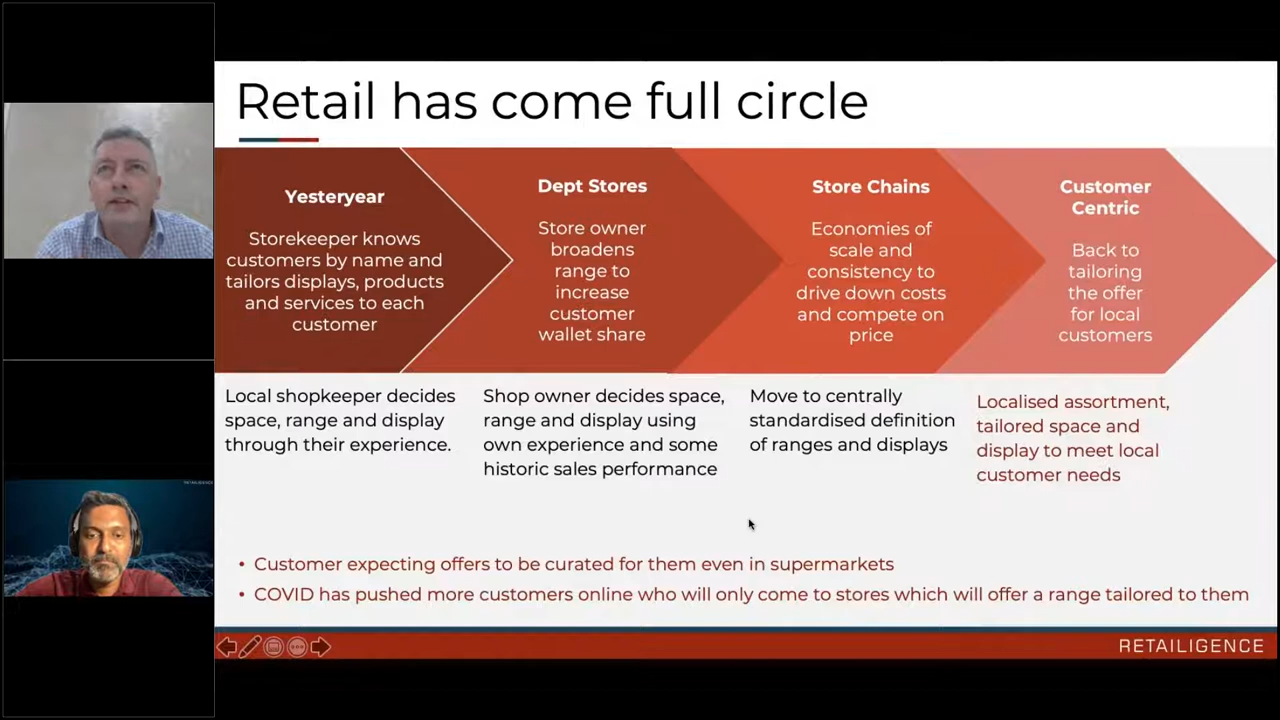 Retail has come full circle
Yesteryear
Storekeeper knows
customers by name and
tailors displays, products
and services to each
customer
Dept Stores
Store owner
broadens
range to
increase
customer
wallet share
Store Chains
Economies of
scale and
consistency to
drive down costs
and compete on
price
Customer
Centric
Back to
tailoring
the offer
for local
customers
Local shopkeeper decides
space, range and display
through their experience.
Shop owner decides space,
range and display using
own experience and some
historic sales performance
Move to centrally
standardised definition
of ranges and displays
Localised assortment,
tailored space and
display to meet local
customer needs
• Customer expecting offers to be curated for them even in supermarkets
• COVID has pushed more customers online who will only come to stores which will offer a range tailored to them
RETAILIGENCE
RETAILIGENCE